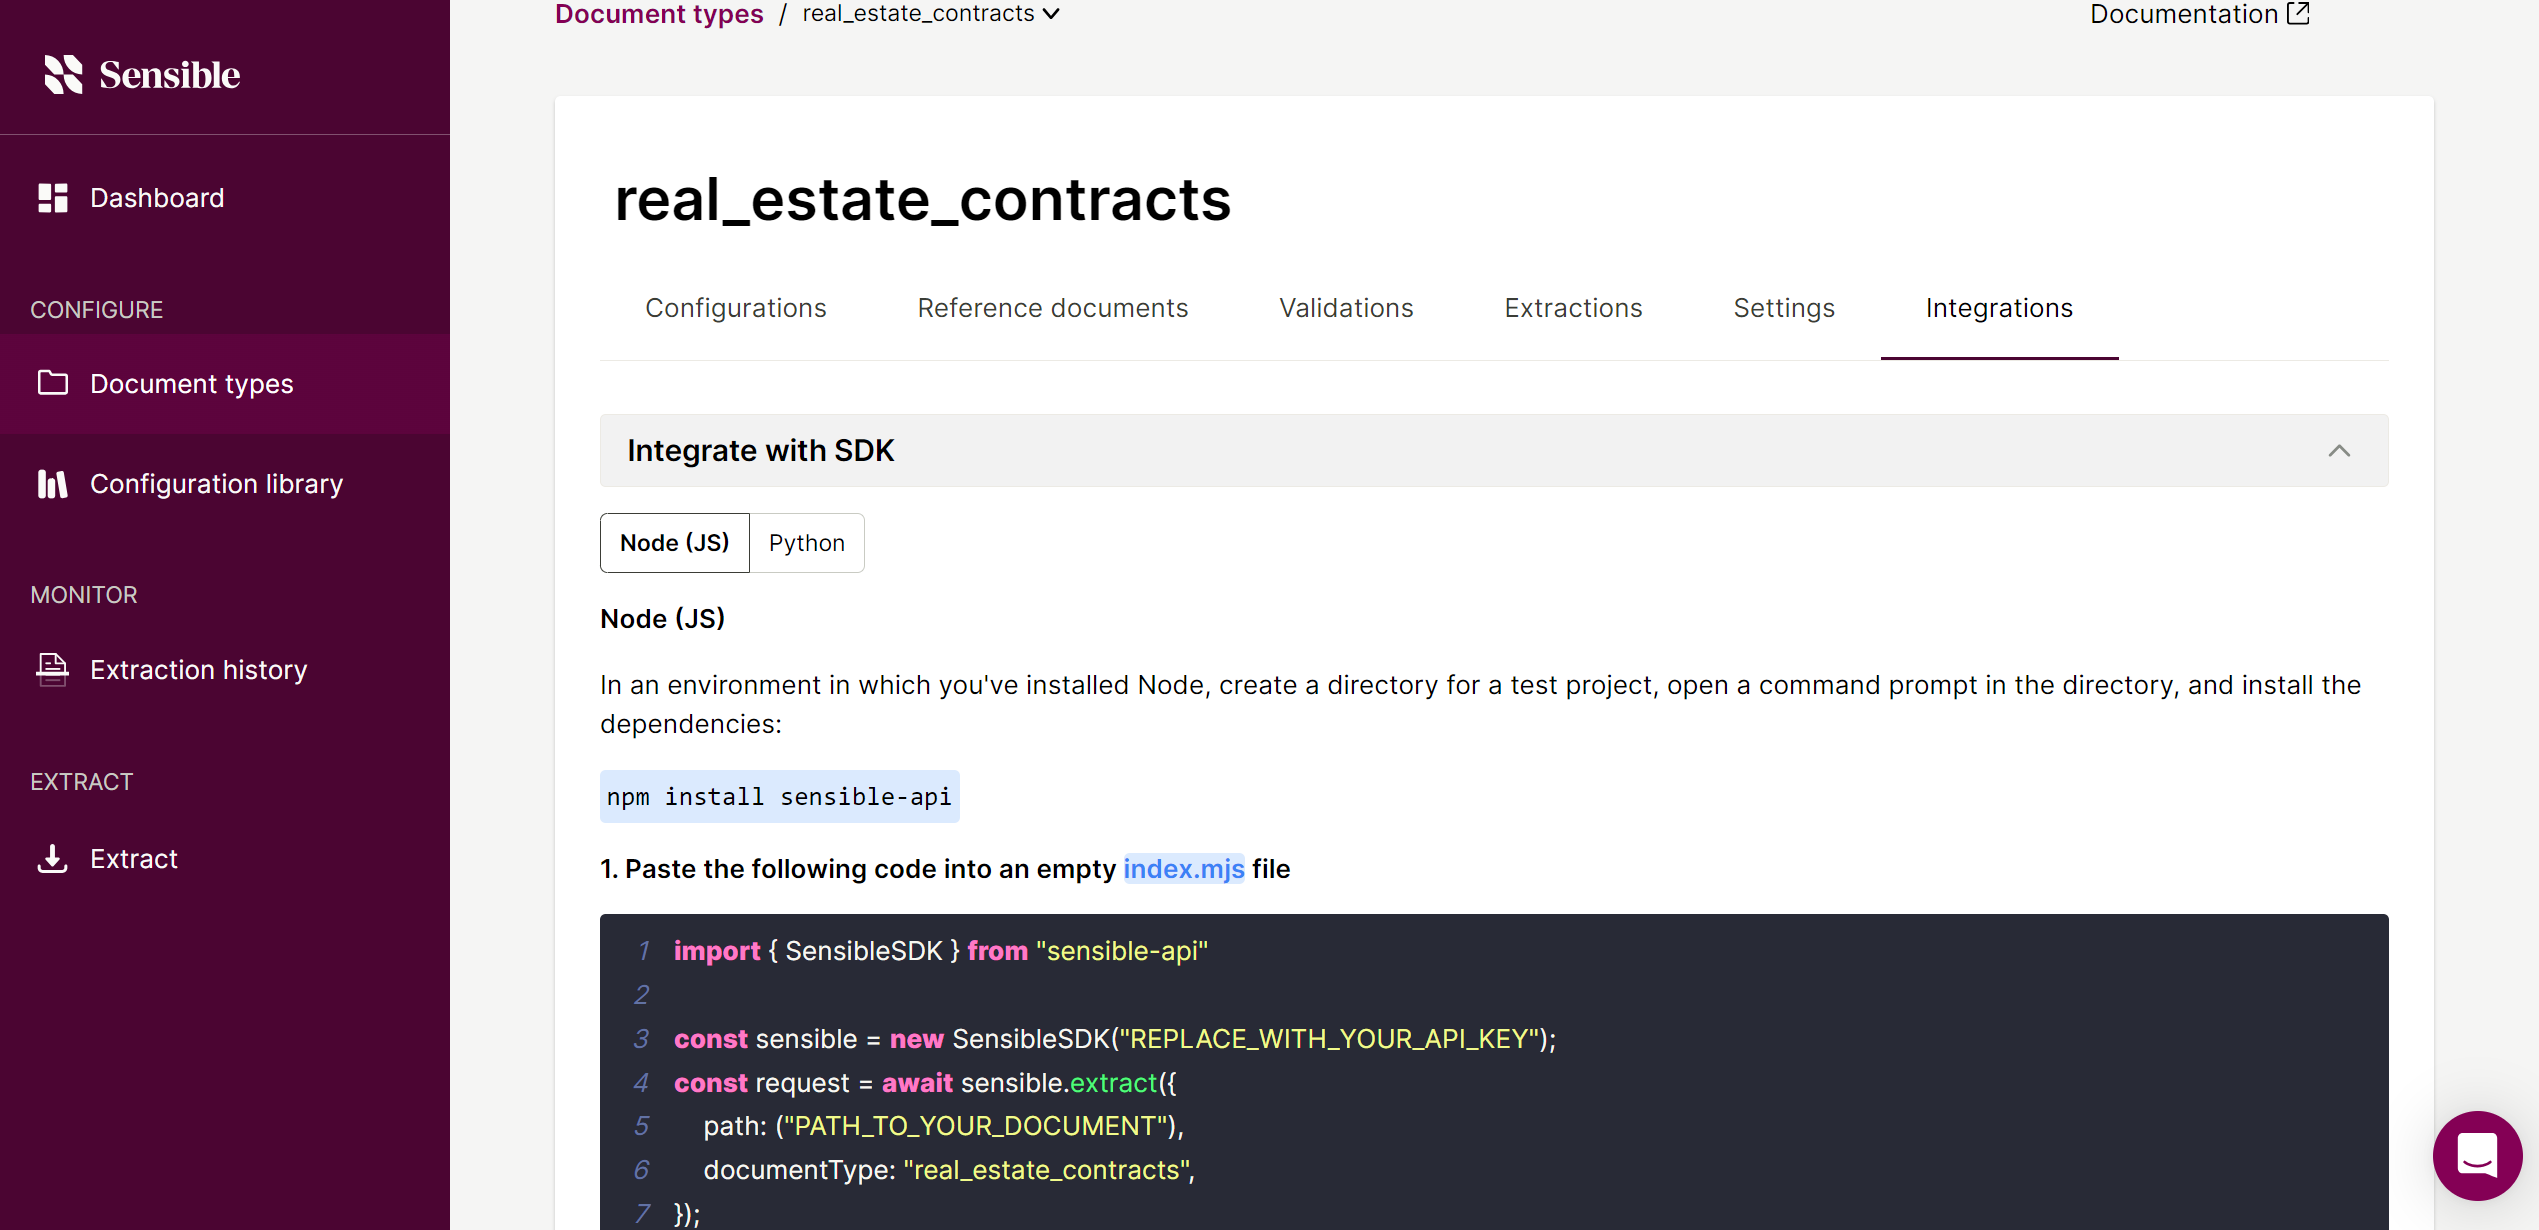 Sensible
Dashboard
CONFIGURE
Document types
Configuration library
MONITOR
Extraction history
EXTRACT
Extract
Document types / real_estate_contracts
Documentation
real_estate_contracts
Configurations
Reference documents
Validations
Extractions
Settings
Integrations
Integrate with SDK
Node (JS)
Python
Node (JS)
In an environment in which you've installed Node, create a directory for a test project, open a command prompt in the directory, and install the
dependencies:
npm install sensible-api
1. Paste the following code into an empty index.mjs file
1 import { SensibleSDK } from "sensible-api"
2
3 const sensible = new SensibleSDK("REPLACE_WITH_YOUR_API_KEY");
4 const request = await sensible.extract({
5 path: ("PATH_TO_YOUR_DOCUMENT"),
6 documentType: "real_estate_contracts",
7 });